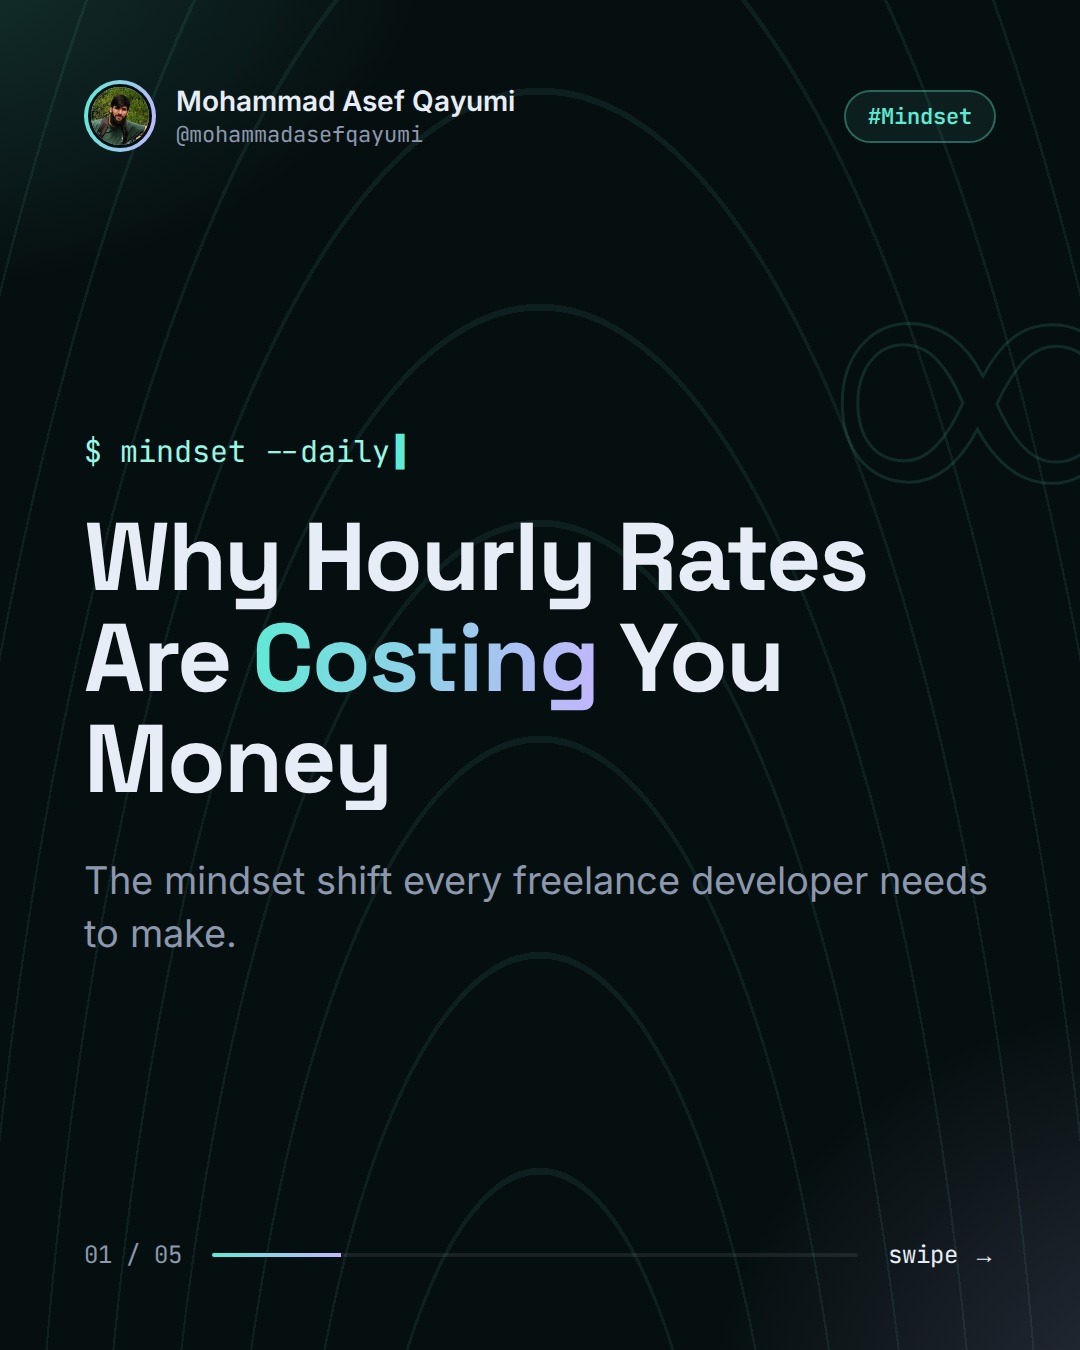 Mohammad Asef Qayumi
@mohammadasefqayumi
#Mindset
$ mindset --daily
Why Hourly Rates
Are Costing You
Money
The mindset shift every freelance developer needs
to make.
01 / 05
swipe →